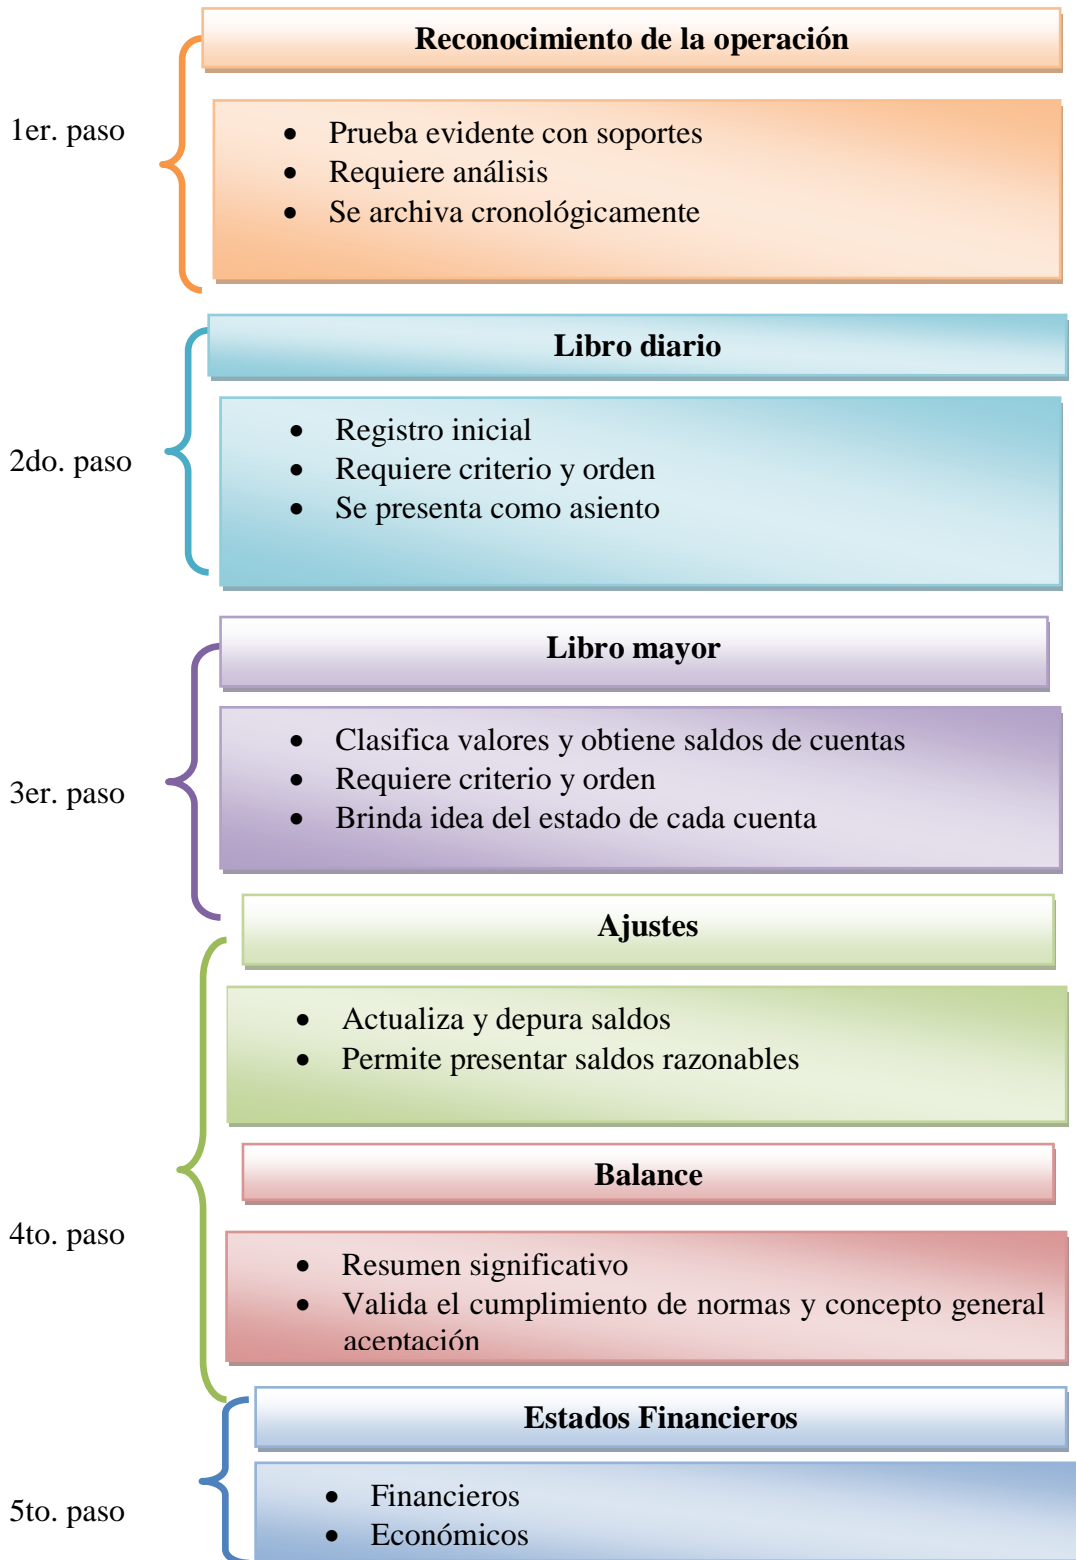 Reconocimiento de la operación
1er. paso
• Prueba evidente con soportes
• Requiere análisis
• Se archiva cronológicamente
Libro diario
2do. paso
• Registro inicial
• Requiere criterio y orden
• Se presenta como asiento
Libro mayor
3er. paso
• Clasifica valores y obtiene saldos de cuentas
• Requiere criterio y orden
• Brinda idea del estado de cada cuenta
Ajustes
• Actualiza y depura saldos
• Permite presentar saldos razonables
Balance
4to. paso
• Resumen significativo
• Valida el cumplimiento de normas y concepto general
aceptación
Estados Financieros
5to. paso
• Financieros
• Económicos